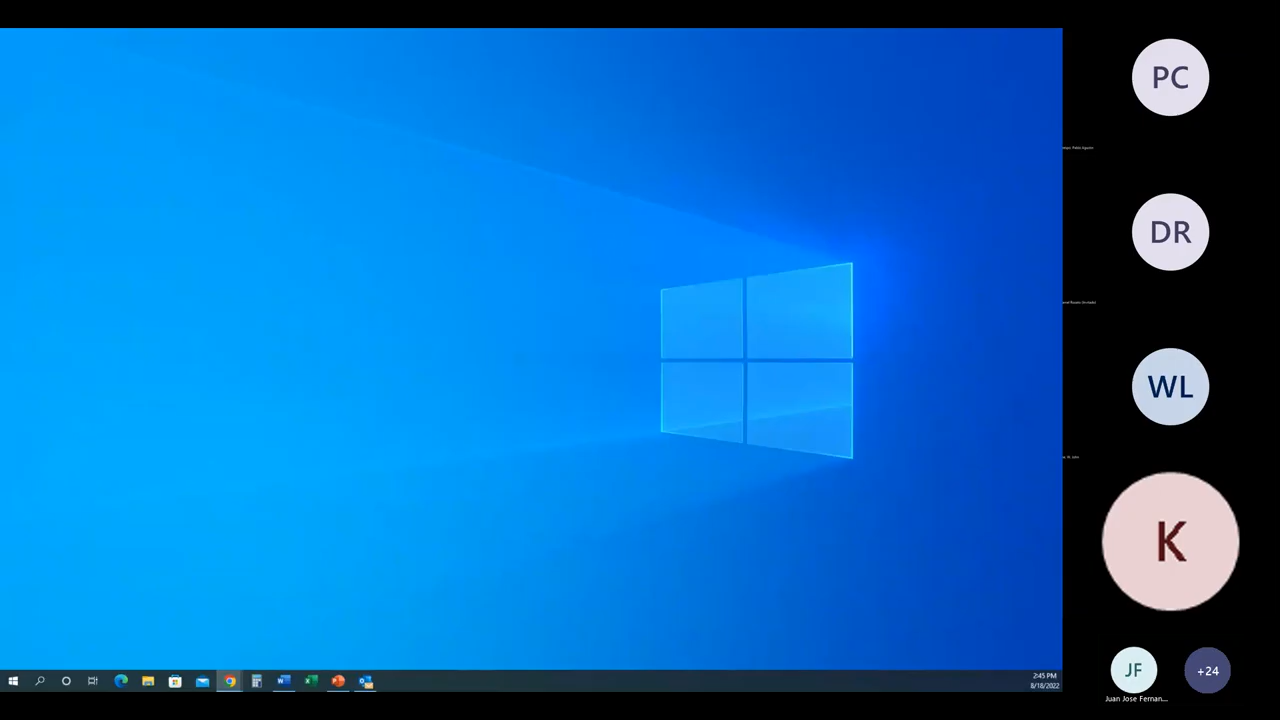 PC
DR
WL
K
JF
+24
Juan Jose Fernan...
2:45 PM
8/18/2022